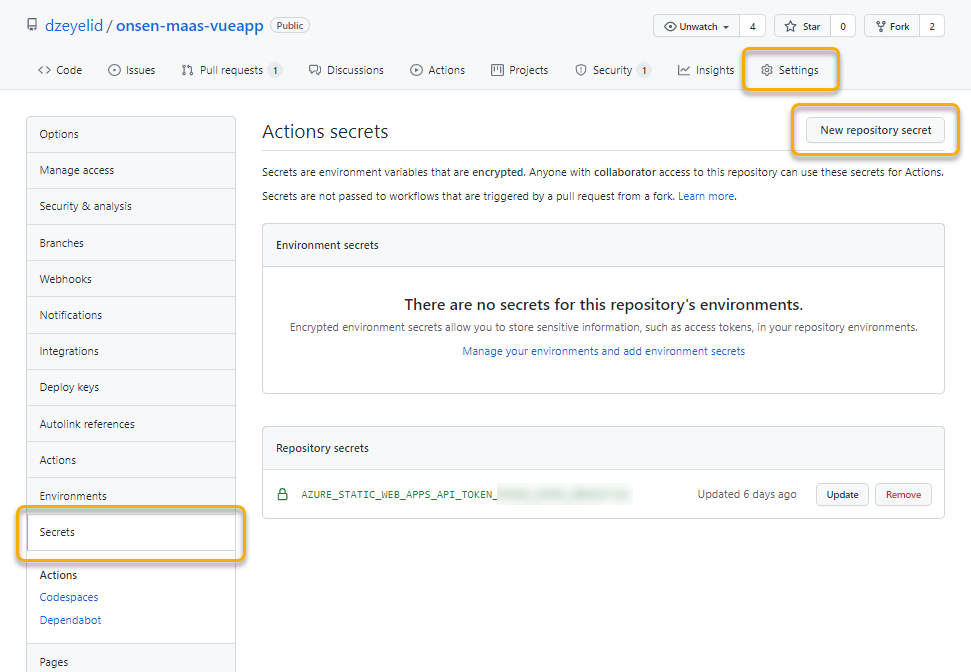 dzeyelid / onsen-maas-vueapp Public
Unwatch 4 Star 0 Fork 2
Code Issues Pull requests 1 Discussions Actions Projects Security 1 Insights Settings
Options
Manage access
Security & analysis
Branches
Webhooks
Notifications
Integrations
Deploy keys
Autolink references
Actions
Environments
Secrets
Actions
Codespaces
Dependabot
Pages
Actions secrets
New repository secret
Secrets are environment variables that are encrypted. Anyone with collaborator access to this repository can use these secrets for Actions.
Secrets are not passed to workflows that are triggered by a pull request from a fork. Learn more.
Environment secrets
There are no secrets for this repository's environments.
Encrypted environment secrets allow you to store sensitive information, such as access tokens, in your repository environments.
Manage your environments and add environment secrets
Repository secrets
AZURE_STATIC_WEB_APPS_API_TOKEN_ Updated 6 days ago Update Remove